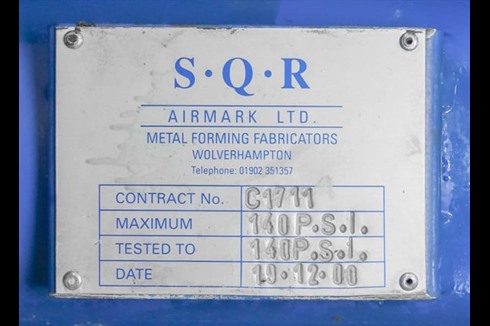 S·Q·R
AIRMARK LTD.
METAL FORMING FABRICATORS
WOLVERHAMPTON
Telephone: 01902 351357
CONTRACT No. C1711
MAXIMUM 140P.S.I.
TESTED TO 140P.S.I.
DATE 19·12·00